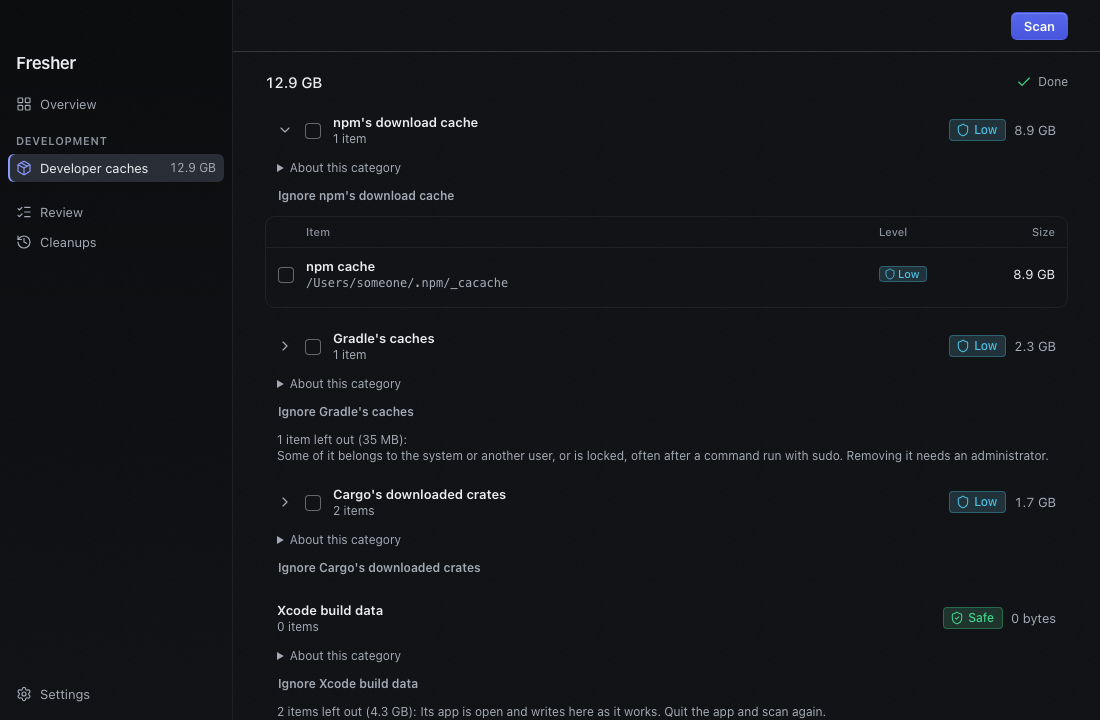 Scan
Fresher
Overview
DEVELOPMENT
Developer caches 12.9 GB
Review
Cleanups
Settings
12.9 GB Done
npm's download cache
1 item
Low 8.9 GB
About this category
Ignore npm's download cache
Item Level Size
npm cache
/Users/someone/.npm/_cacache
Low 8.9 GB
Gradle's caches
1 item
Low 2.3 GB
About this category
Ignore Gradle's caches
1 item left out (35 MB):
Some of it belongs to the system or another user, or is locked, often after a command run with sudo. Removing it needs an administrator.
Cargo's downloaded crates
2 items
Low 1.7 GB
About this category
Ignore Cargo's downloaded crates
Xcode build data
0 items
Safe 0 bytes
About this category
Ignore Xcode build data
2 items left out (4.3 GB): Its app is open and writes here as it works. Quit the app and scan again.